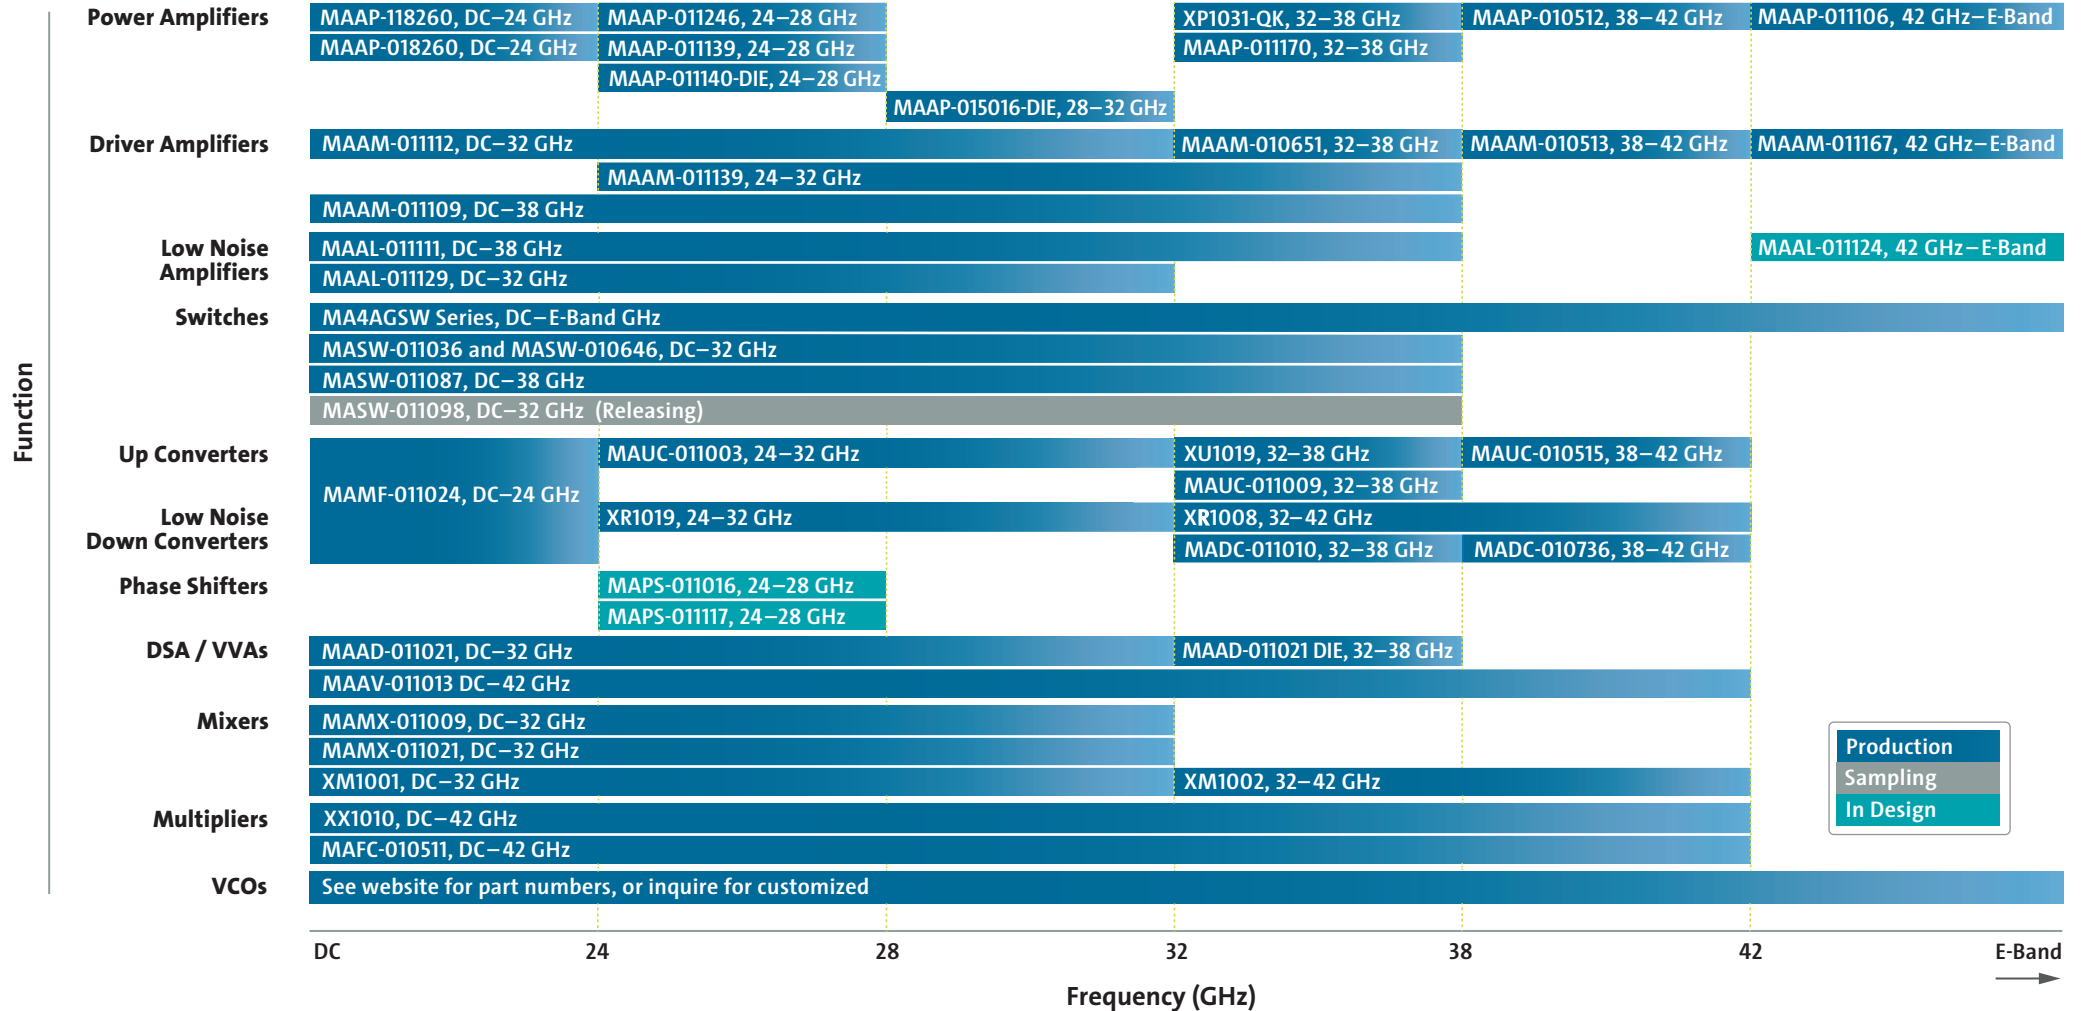 Power Amplifiers
MAAP-118260, DC–24 GHz
MAAP-011246, 24–28 GHz
XP1031-QK, 32–38 GHz
MAAP-010512, 38–42 GHz
MAAP-011106, 42 GHz–E-Band
MAAP-018260, DC–24 GHz
MAAP-011139, 24–28 GHz
MAAP-011170, 32–38 GHz
MAAP-011140-DIE, 24–28 GHz
MAAP-015016-DIE, 28–32 GHz
Driver Amplifiers
MAAM-011112, DC–32 GHz
MAAM-010651, 32–38 GHz
MAAM-010513, 38–42 GHz
MAAM-011167, 42 GHz–E-Band
MAAM-011139, 24–32 GHz
MAAM-011109, DC–38 GHz
Low Noise
Amplifiers
MAAL-011111, DC–38 GHz
MAAL-011124, 42 GHz–E-Band
MAAL-011129, DC–32 GHz
Switches
MA4AGSW Series, DC–E-Band GHz
MASW-011036 and MASW-010646, DC–32 GHz
MASW-011087, DC–38 GHz
MASW-011098, DC–32 GHz (Releasing)
Function
Up Converters
MAMF-011024, DC–24 GHz
MAUC-011003, 24–32 GHz
XU1019, 32–38 GHz
MAUC-010515, 38–42 GHz
MAUC-011009, 32–38 GHz
Low Noise
Down Converters
XR1019, 24–32 GHz
XR1008, 32–42 GHz
MADC-011010, 32–38 GHz
MADC-010736, 38–42 GHz
Phase Shifters
MAPS-011016, 24–28 GHz
MAPS-011117, 24–28 GHz
DSA / VVAs
MAAD-011021, DC–32 GHz
MAAD-011021 DIE, 32–38 GHz
MAAV-011013 DC–42 GHz
Mixers
MAMX-011009, DC–32 GHz
MAMX-011021, DC–32 GHz
XM1001, DC–32 GHz
XM1002, 32–42 GHz
Multipliers
XX1010, DC–42 GHz
MAFC-010511, DC–42 GHz
VCOs
See website for part numbers, or inquire for customized
Production
Sampling
In Design
DC
24
28
32
38
42
E-Band
Frequency (GHz)